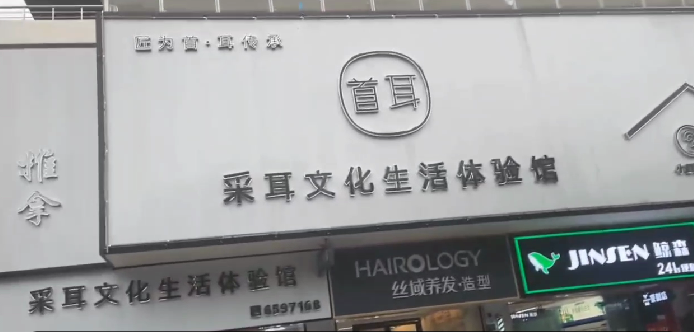 匠为首·耳传承
首耳
采耳文化生活体验馆
推拿
采耳文化生活体验馆
6597168
HAIROLOGY
丝域养发·造型
JINSEN 鲸森
24h